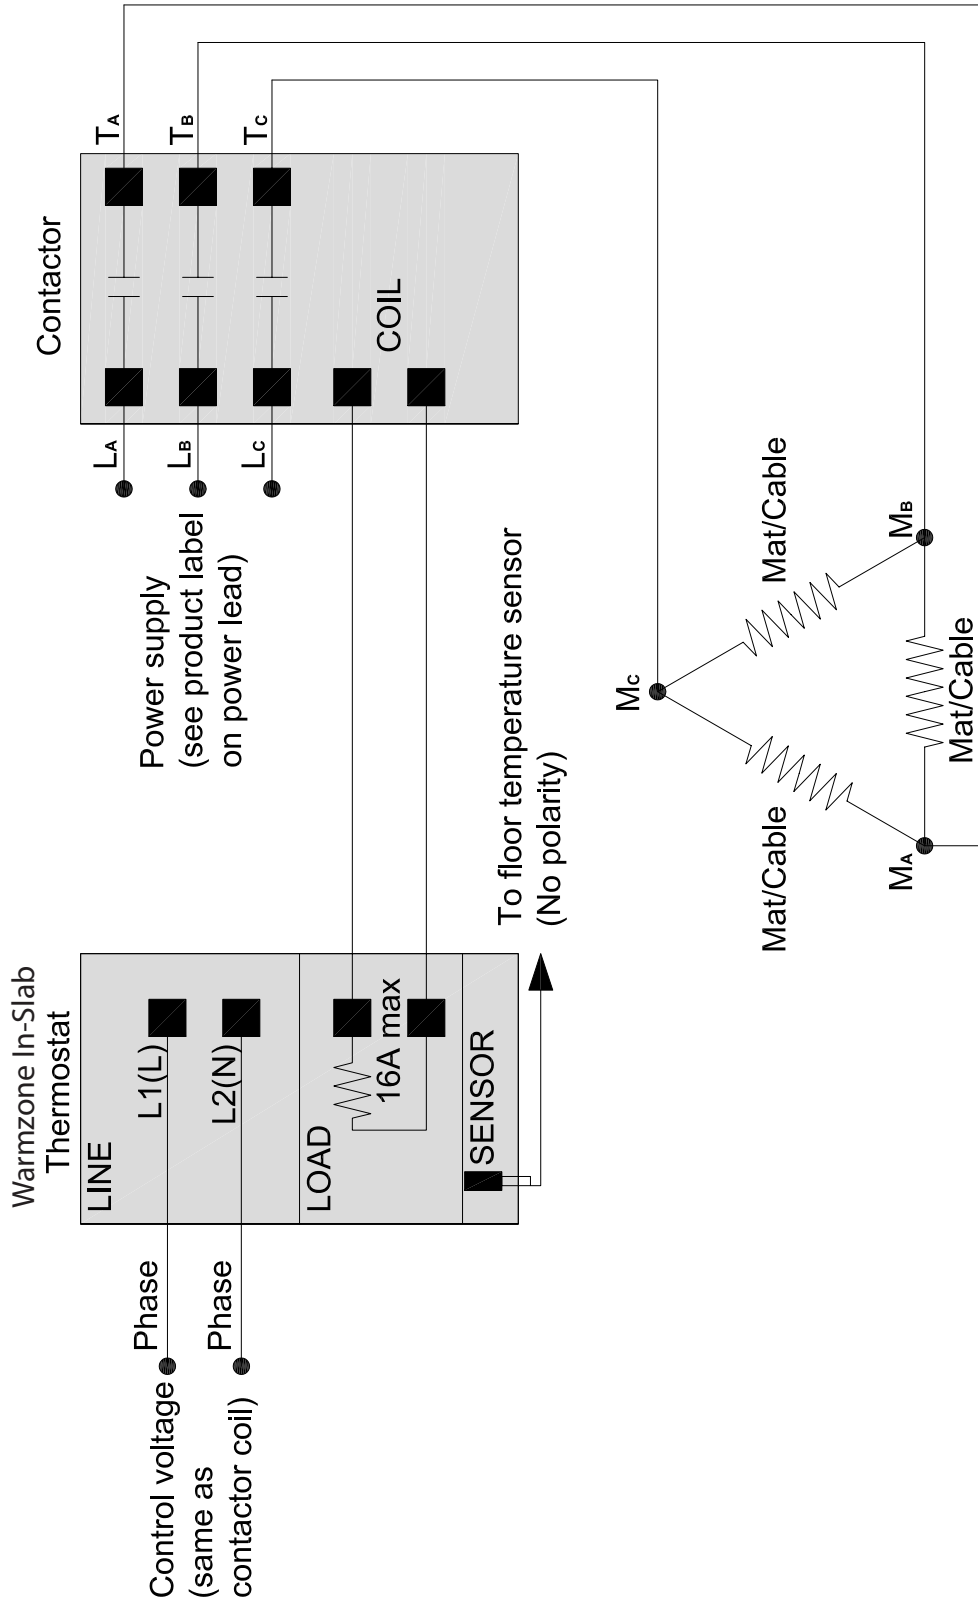 Warmzone In-Slab
Thermostat
LINE
L1(L)
L2(N)
LOAD
16A max
SENSOR
Phase
Phase
Control voltage
(same as
contactor coil)
To floor temperature sensor
(No polarity)
Contactor
LA
LB
LC
TA
TB
TC
COIL
Power supply
(see product label
on power lead)
MC
Mat/Cable
Mat/Cable
MA
MB
Mat/Cable